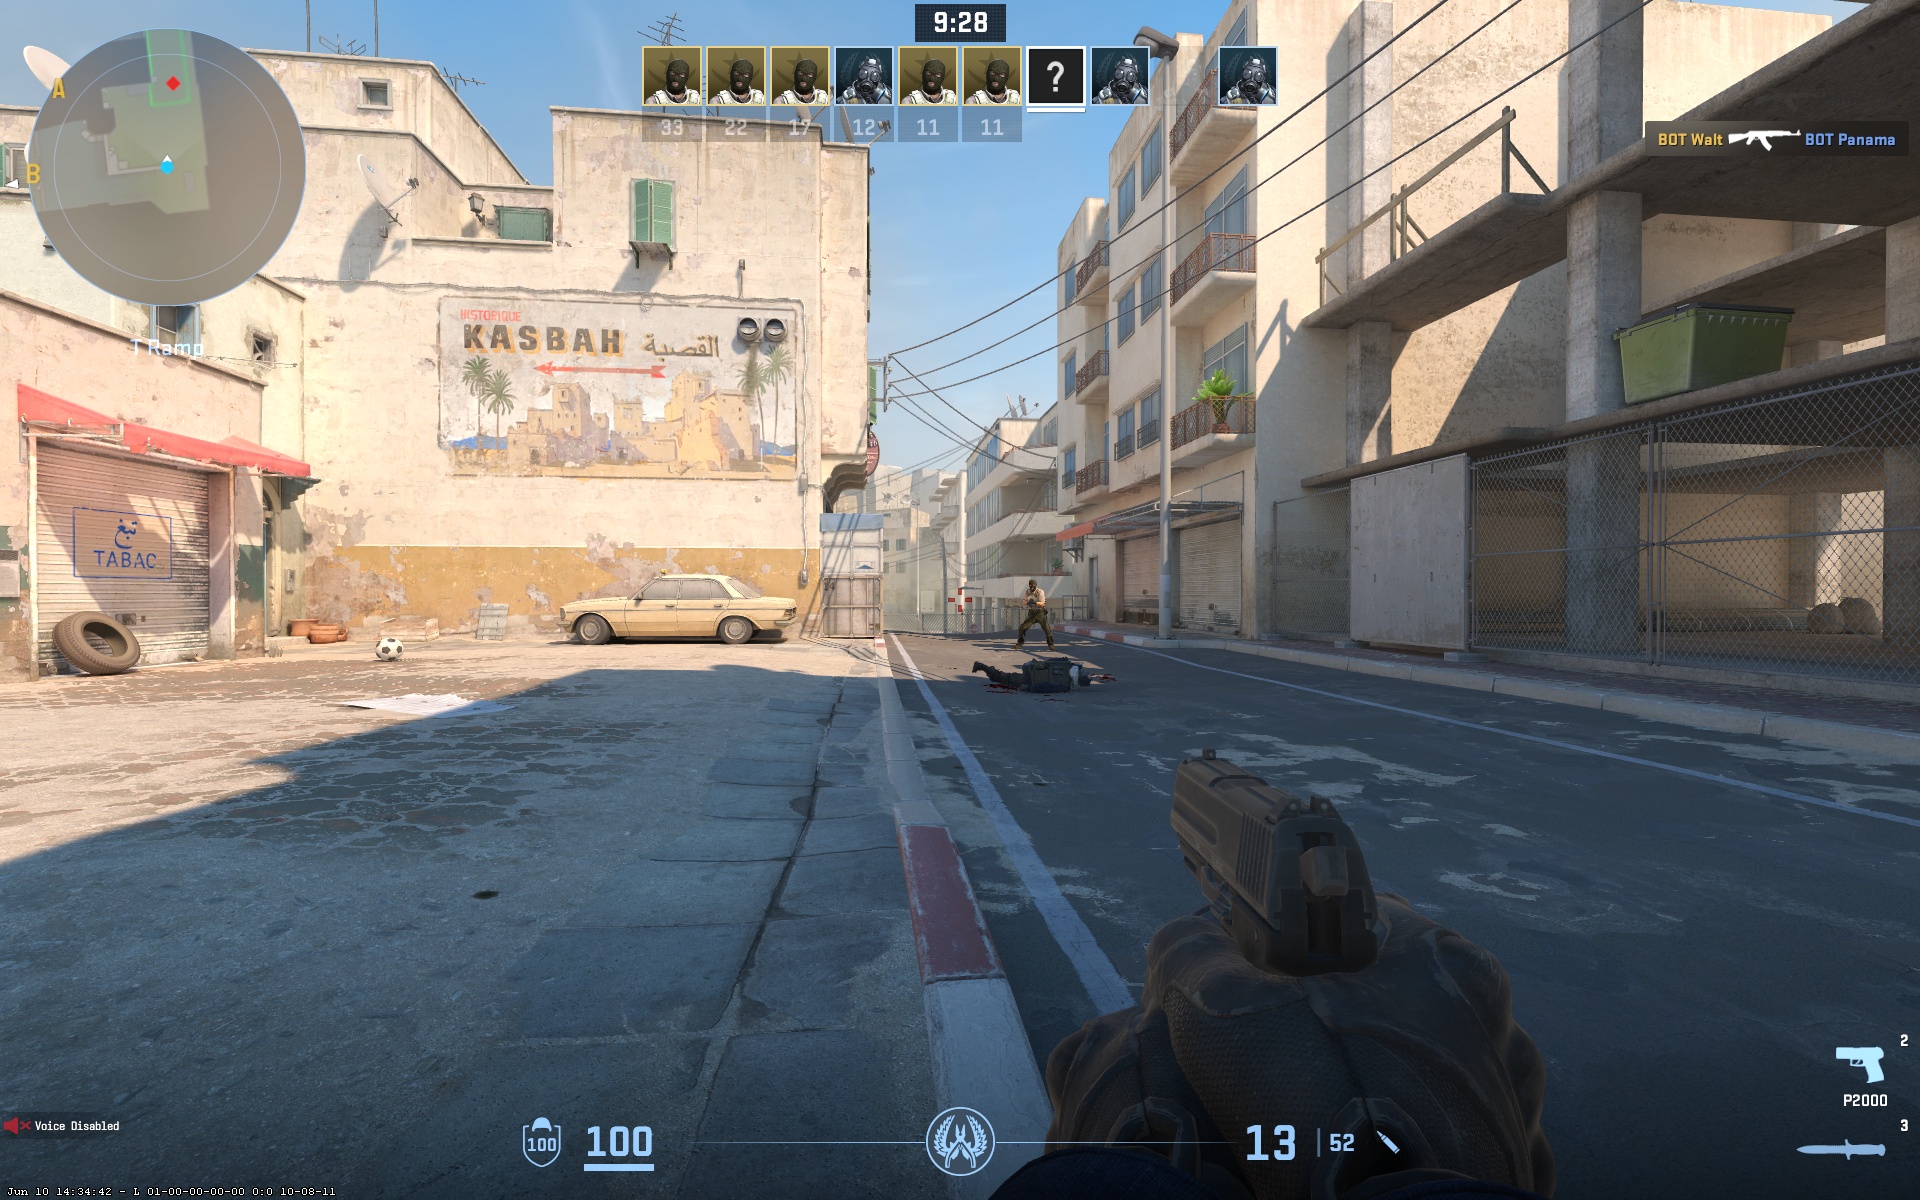 9:28
33 22 17 12 11 11
?
A
B
BOT Walt BOT Panama
T Ramp
HISTORIQUE
KASBAH القصبة
تبغ
TABAC
2
P2000
3
Voice Disabled
100 100
13 52
Jun 10 14:34:42 - L 01-00-00-00-00 0:0 10-08-11